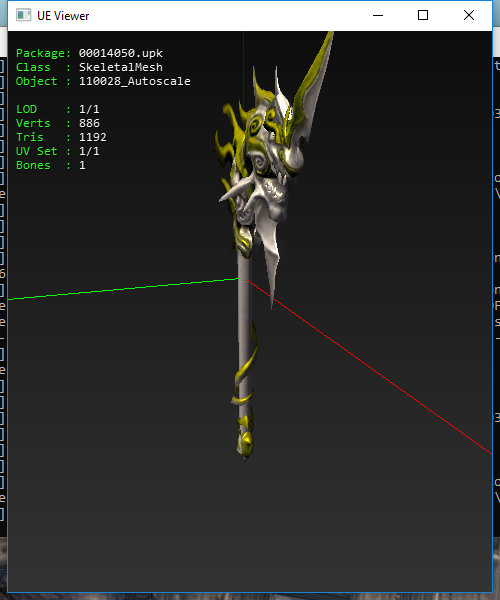 UE Viewer
Package: 00014050.upk
Class : SkeletalMesh
Object : 110028_Autoscale
LOD : 1/1
Verts : 886
Tris : 1192
UV Set : 1/1
Bones : 1